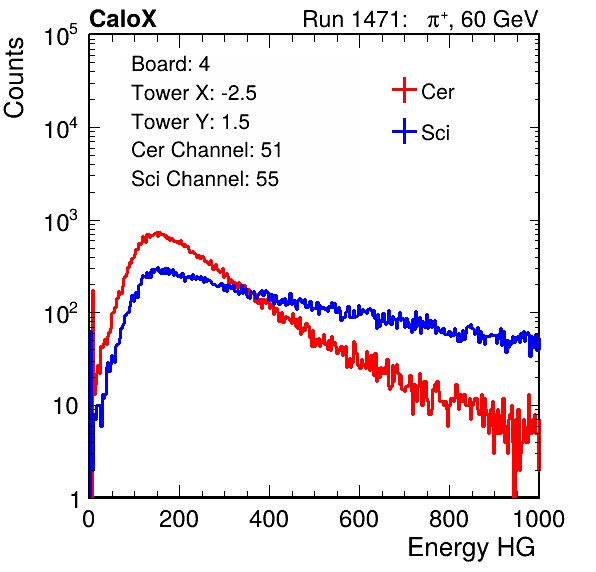 CaloX Run 1471: π⁺, 60 GeV
Board: 4
Tower X: -2.5
Tower Y: 1.5
Cer Channel: 51
Sci Channel: 55
Cer
Sci
Counts
10⁵
10⁴
10³
10²
10
1
0 200 400 600 800 1000
Energy HG